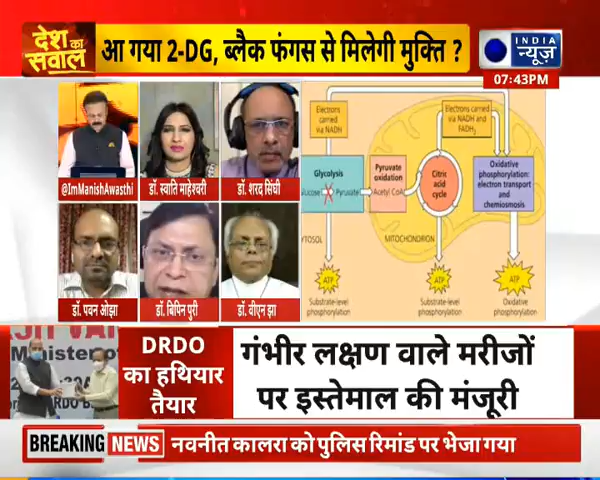 देश का
सवाल
आ गया 2-DG, ब्लैक फंगस से मिलेगी मुक्ति ?
INDIA
न्यूज़
07:43PM
@ImManishAwasthi
डॉ. स्वाति माहेश्वरी
डॉ. शरद सिंघी
डॉ. पवन ओझा
डॉ. बिपिन पुरी
डॉ. वीएन झा
Electrons
carried
via NADH
Electrons carried
via NADH and
FADH2
Glycolysis
Glucose Pyruvate
Pyruvate
oxidation
Acetyl CoA
Citric
acid
cycle
Oxidative
phosphorylation:
electron transport
and
chemiosmosis
CYTOSOL
MITOCHONDRION
ATP
ATP
ATP
Substrate-level
phosphorylation
Substrate-level
phosphorylation
Oxidative
phosphorylation
Minister of
DRDO
का हथियार
तैयार
गंभीर लक्षण वाले मरीजों
पर इस्तेमाल की मंजूरी
BREAKING NEWS
नवनीत कालरा को पुलिस रिमांड पर भेजा गया